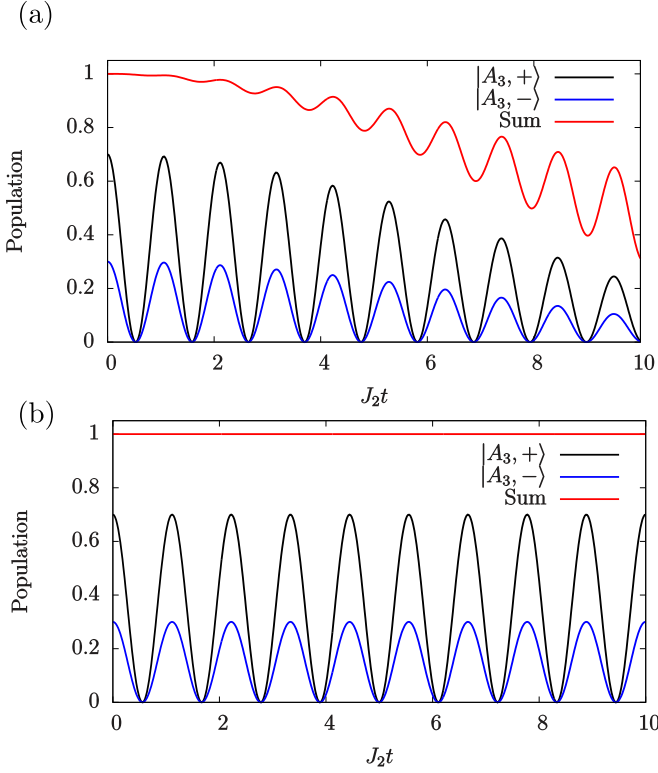 (a)
1
0.8
0.6
0.4
0.2
0
Population
|A₃, +⟩
|A₃, −⟩
Sum
0 2 4 6 8 10
J₂t
(b)
1
0.8
0.6
0.4
0.2
0
Population
|A₃, +⟩
|A₃, −⟩
Sum
0 2 4 6 8 10
J₂t